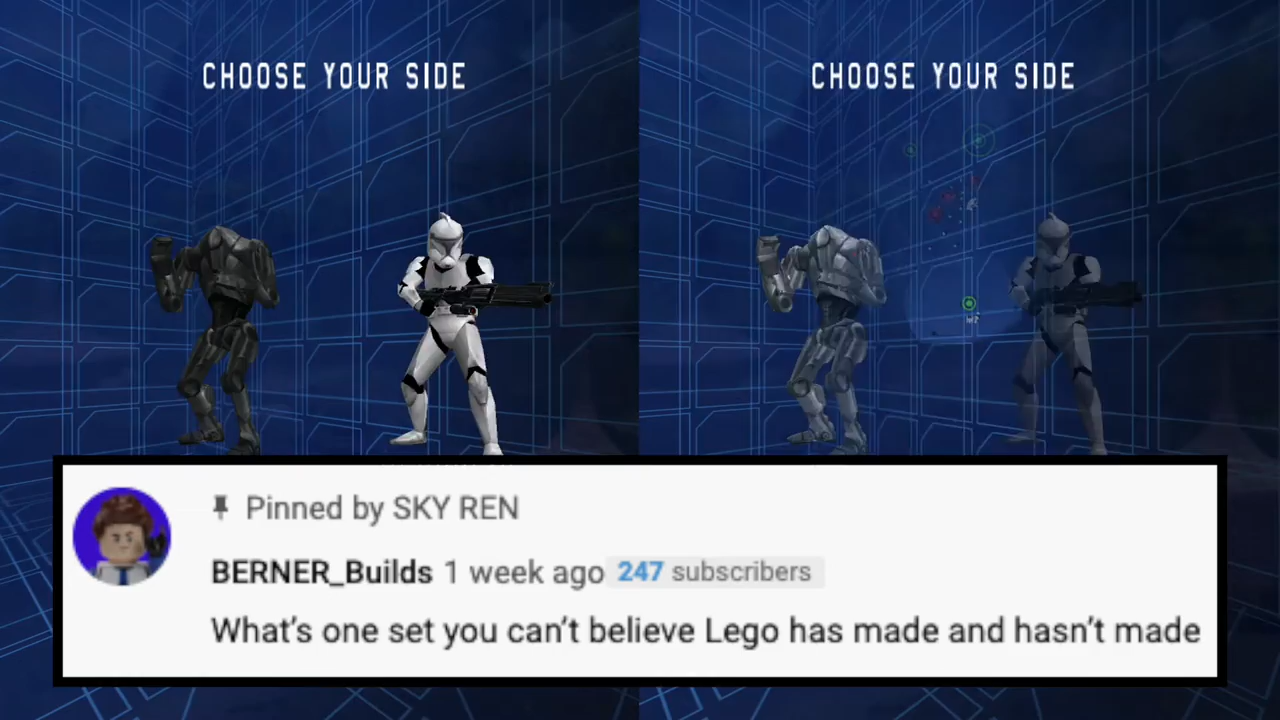 CHOOSE YOUR SIDE
CHOOSE YOUR SIDE
Pinned by SKY REN
BERNER_Builds 1 week ago 247 subscribers
What's one set you can't believe Lego has made and hasn't made